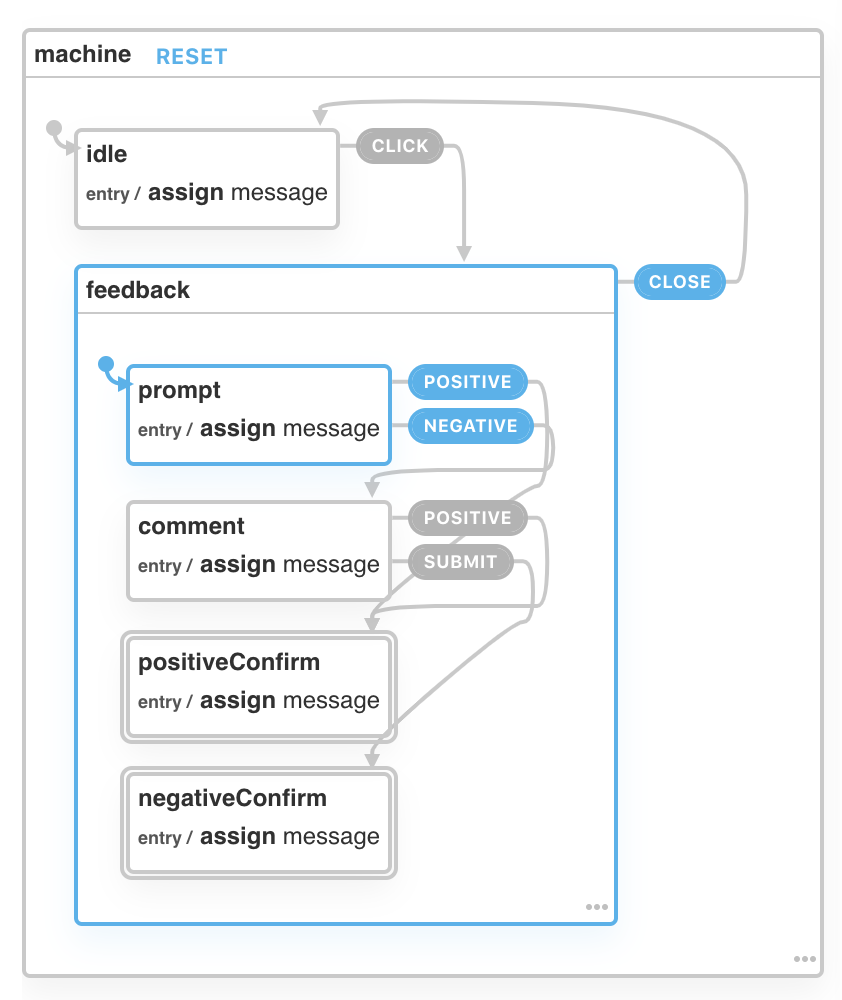 machine RESET
idle
entry / assign message
CLICK
feedback
CLOSE
prompt
entry / assign message
POSITIVE
NEGATIVE
comment
entry / assign message
POSITIVE
SUBMIT
positiveConfirm
entry / assign message
negativeConfirm
entry / assign message